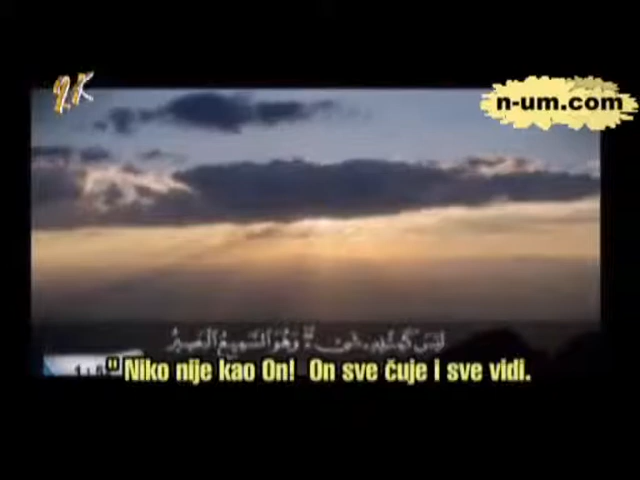 n-um.com
لَيْسَ كَمِثْلِهِ شَيْءٌ وَهُوَ السَّمِيعُ الْبَصِيرُ
"Niko nije kao On! On sve čuje i sve vidi.